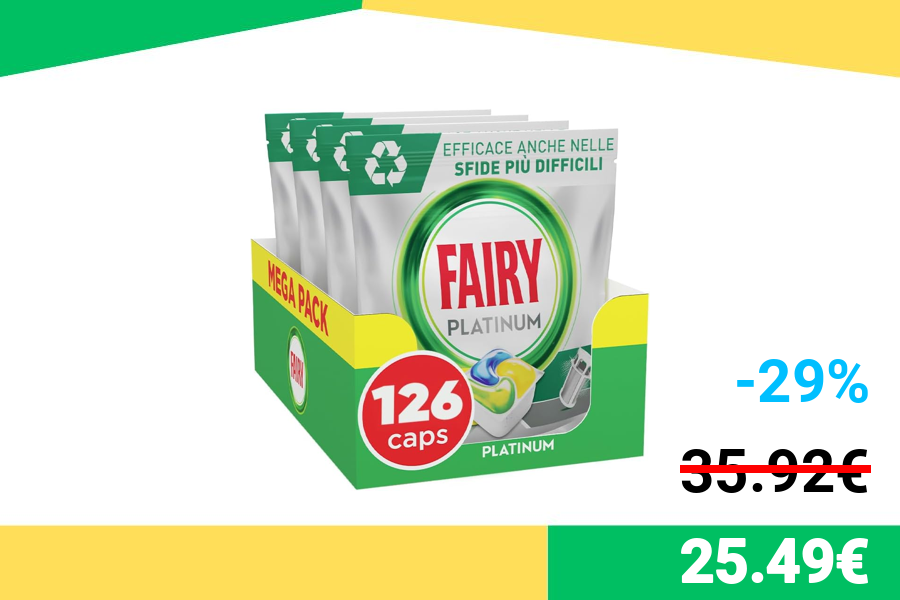 EFFICACE ANCHE NELLE
SFIDE PIÙ DIFFICILI
FAIRY
PLATINUM
MEGA PACK
FAIRY
126
caps
PLATINUM
-29%
35.92€
25.49€